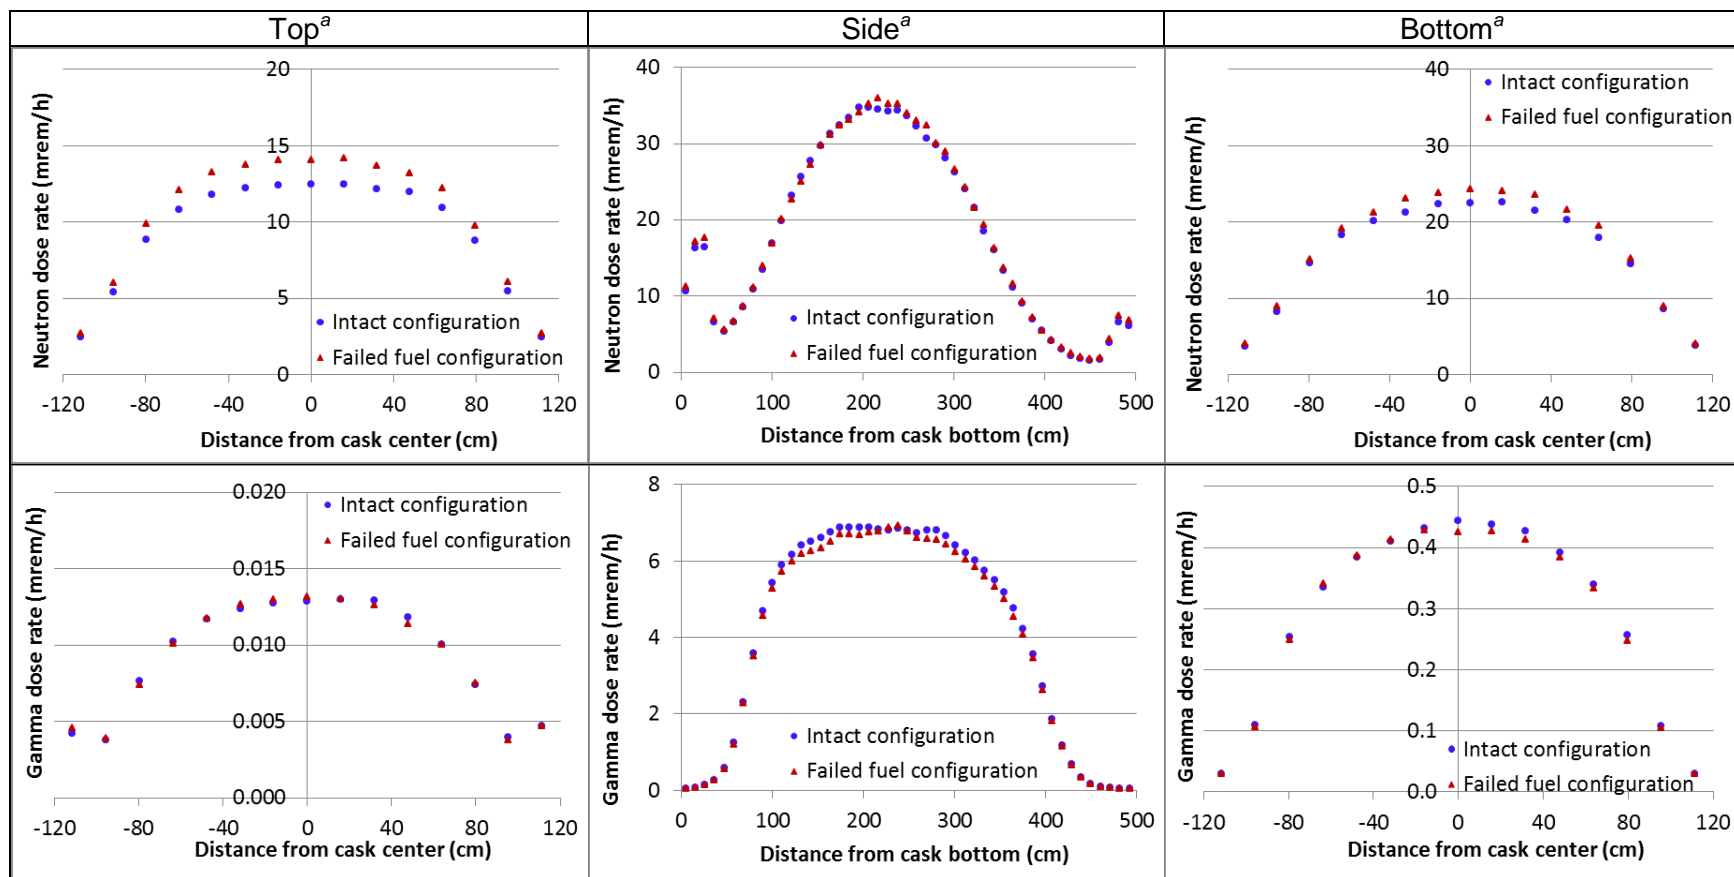 Topa
Sidea
Bottoma
Neutron dose rate (mrem/h)
20
15
10
5
0
-120
-80
-40
0
40
80
120
Distance from cask center (cm)
Intact configuration
Failed fuel configuration
Neutron dose rate (mrem/h)
40
30
20
10
0
0
100
200
300
400
500
Distance from cask bottom (cm)
Intact configuration
Failed fuel configuration
Neutron dose rate (mrem/h)
40
30
20
10
0
-120
-80
-40
0
40
80
120
Distance from cask center (cm)
Intact configuration
Failed fuel configuration
Gamma dose rate (mrem/h)
0.020
0.015
0.010
0.005
0.000
-120
-80
-40
0
40
80
120
Distance from cask center (cm)
Intact configuration
Failed fuel configuration
Gamma dose rate (mrem/h)
8
6
4
2
0
0
100
200
300
400
500
Distance from cask bottom (cm)
Intact configuration
Failed fuel configuration
Gamma dose rate (mrem/h)
0.5
0.4
0.3
0.2
0.1
0.0
-120
-80
-40
0
40
80
120
Distance from cask center (cm)
Intact configuration
Failed fuel configuration